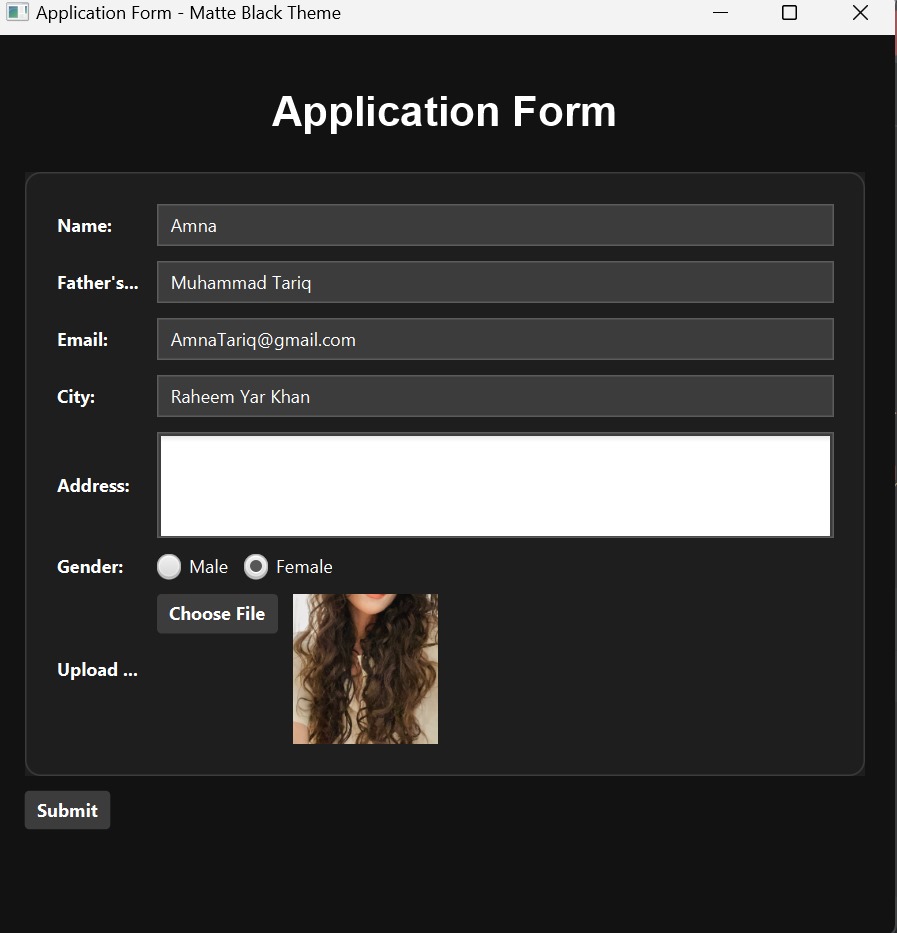 Application Form - Matte Black Theme
Application Form
Name: Amna
Father's... Muhammad Tariq
Email: AmnaTariq@gmail.com
City: Raheem Yar Khan
Address:
Gender: Male Female
Choose File
Upload ...
Submit